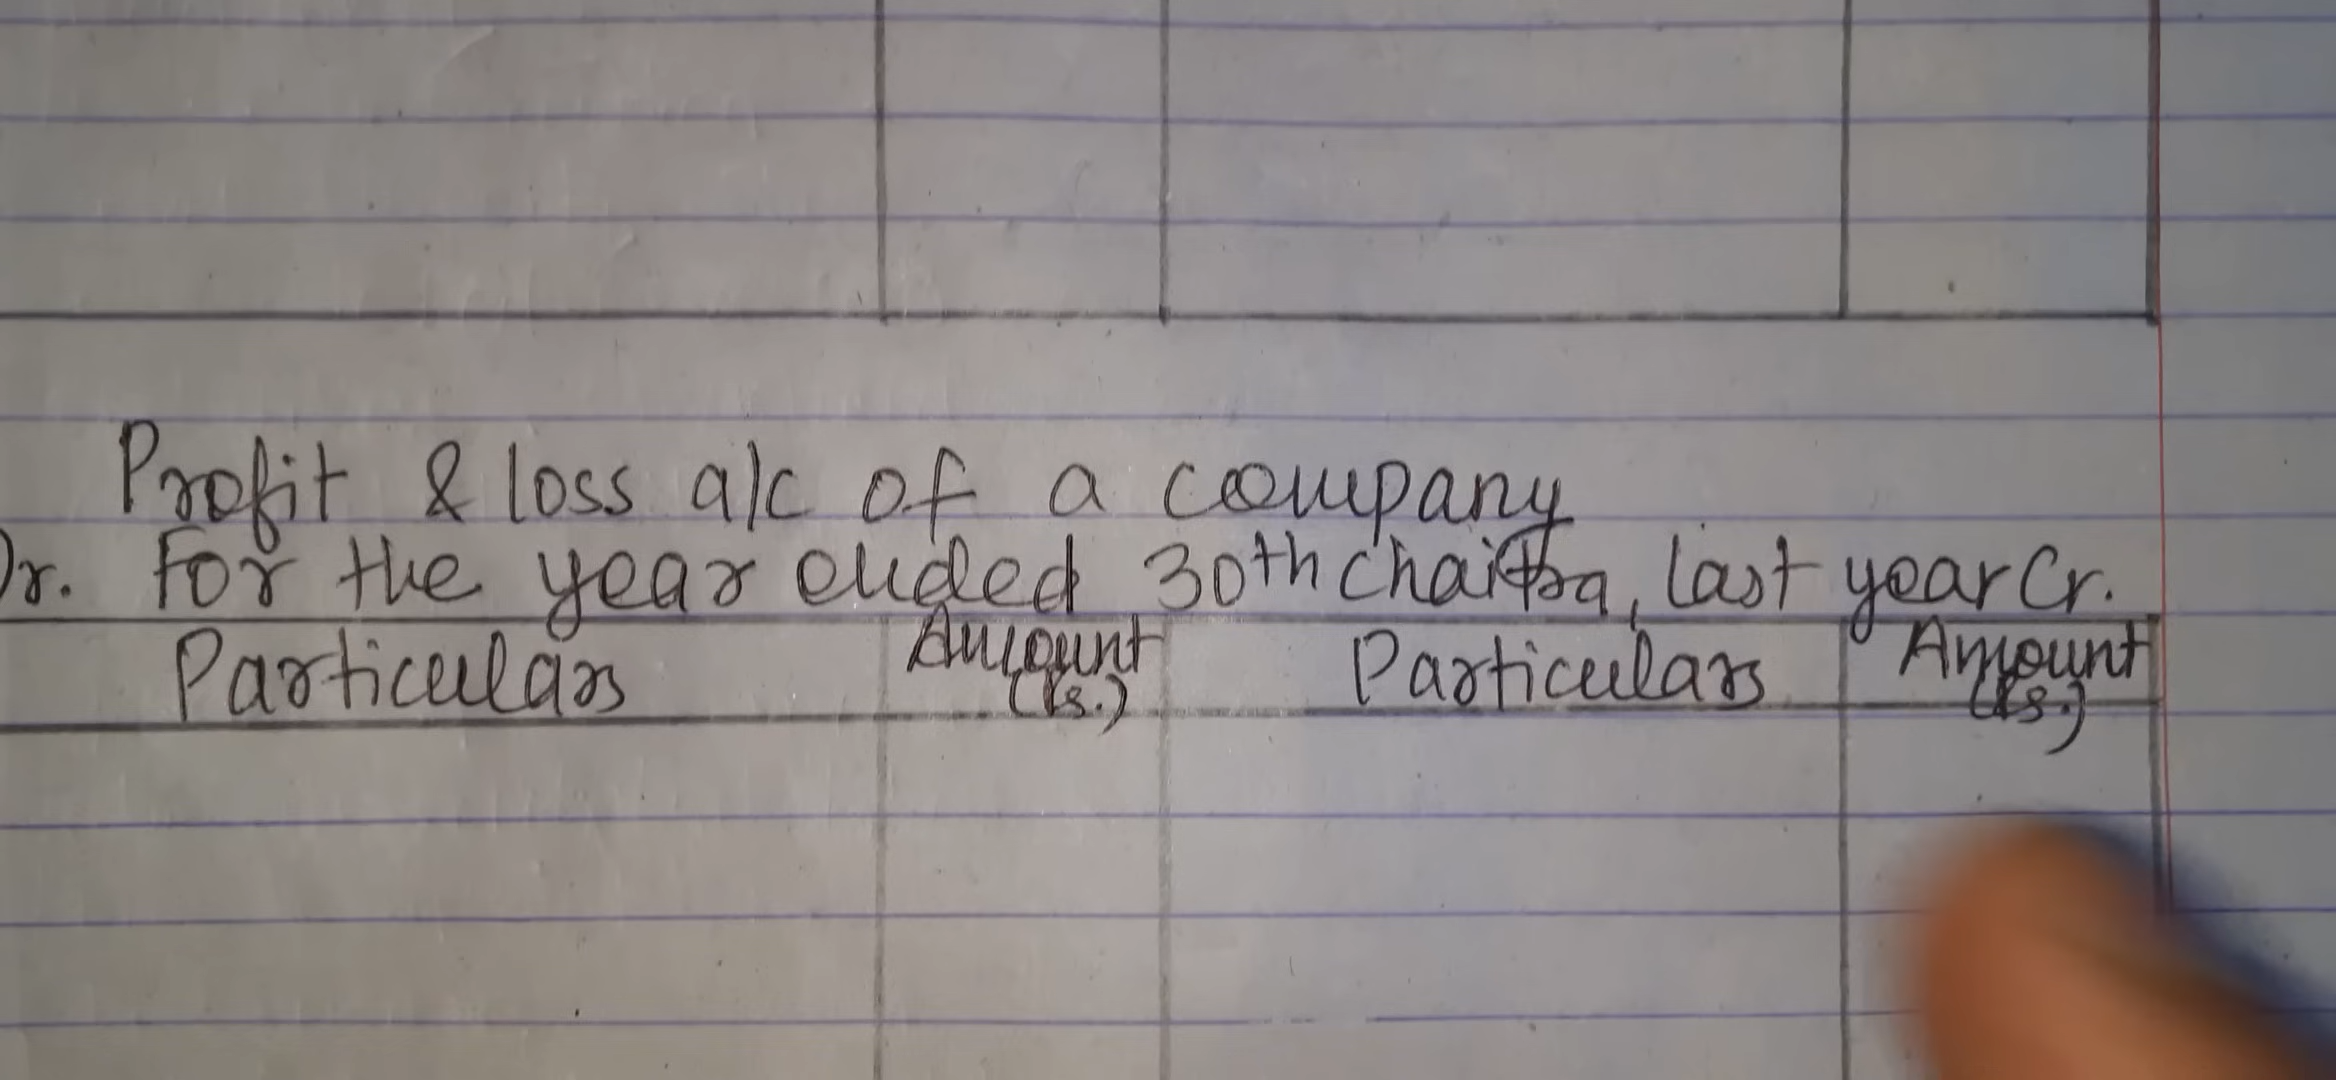 Profit & loss a/c of a company
Dr. For the year ended 30th chaitra, last year Cr.
Particulars Amount (Rs.) Particulars Amount (Rs.)